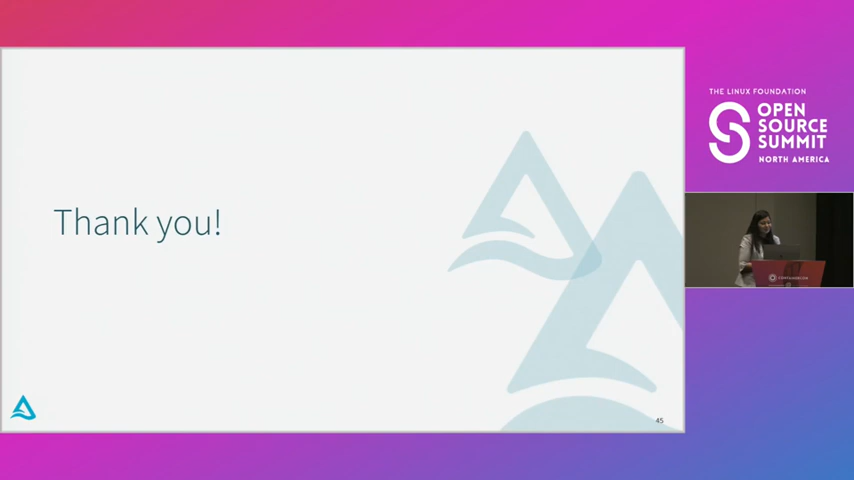 Thank you!
45
THE LINUX FOUNDATION
OPEN
SOURCE
SUMMIT
NORTH AMERICA